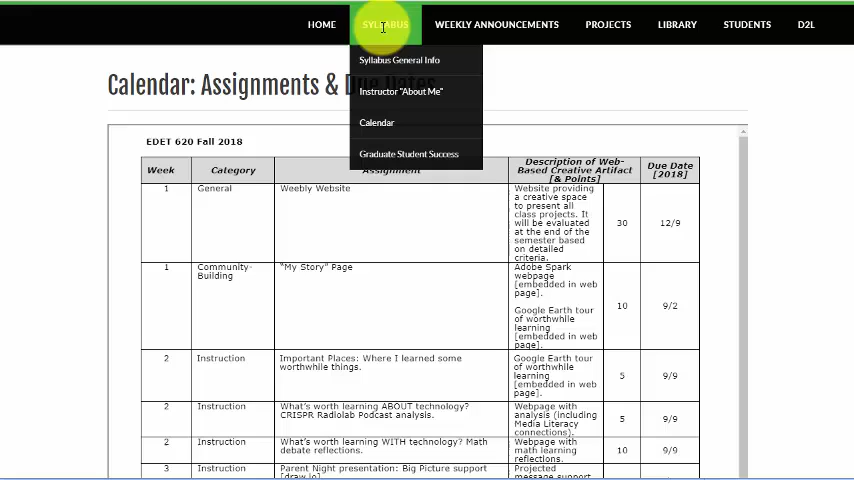 HOME SYLLABUS WEEKLY ANNOUNCEMENTS PROJECTS LIBRARY STUDENTS D2L
Syllabus General Info
Instructor "About Me"
Calendar
Graduate Student Success
Calendar: Assignments & Due Dates
EDET 620 Fall 2018
Week Category Assignment Description of Web-
Based Creative Artifact
[& Points] Due Date
[2018]
1 General Weebly Website Website providing
a creative space
to present all
class projects. It
will be evaluated
at the end of the
semester based
on detailed
criteria. 30 12/9
1 Community-
Building "My Story" Page Adobe Spark
webpage
[embedded in web
page].
Google Earth tour
of worthwhile
learning
[embedded in web
page]. 10 9/2
2 Instruction Important Places: Where I learned some
worthwhile things. Google Earth tour
of worthwhile
learning
[embedded in web
page]. 5 9/9
2 Instruction What's worth learning ABOUT technology?
CRISPR Radiolab Podcast analysis. Webpage with
analysis (including
Media Literacy
connections). 5 9/9
2 Instruction What's worth learning WITH technology? Math
debate reflections. Webpage with
math learning
reflections. 10 9/9
3 Instruction Parent Night presentation: Big Picture support
[draw.io] Projected
message support